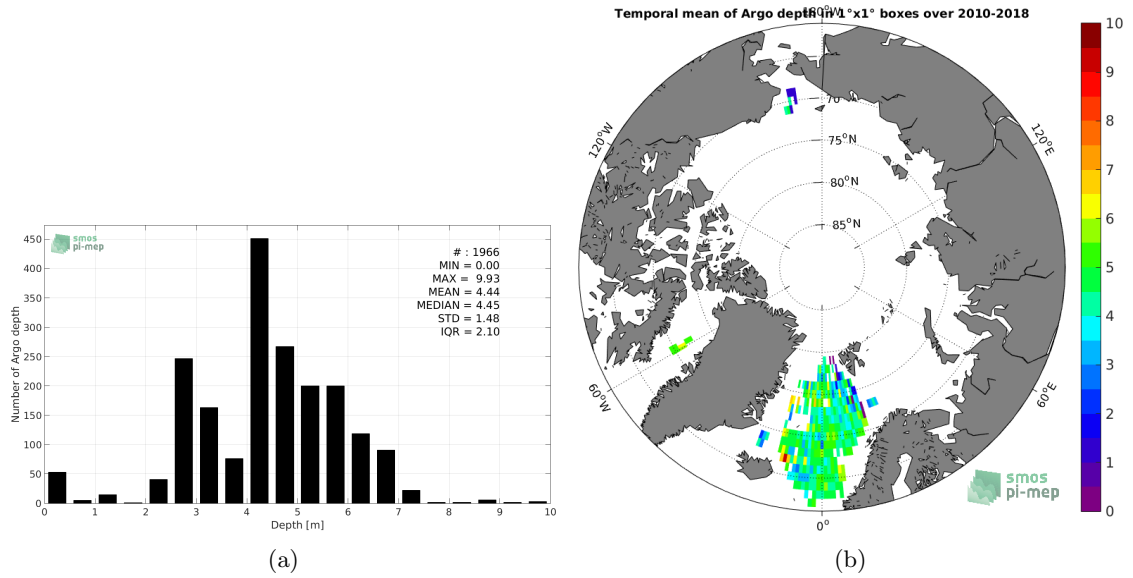 smos
pi-mep
# : 1966
MIN = 0.00
MAX = 9.93
MEAN = 4.44
MEDIAN = 4.45
STD = 1.48
IQR = 2.10
Number of Argo depth
450
400
350
300
250
200
150
100
50
0
0 1 2 3 4 5 6 7 8 9 10
Depth [m]
(a)
Temporal mean of Argo depth in 1°x1° boxes over 2010-2018
180°W
120°W
120°E
70°N
75°N
80°N
85°N
60°W
60°E
0°
smos
pi-mep
10
9
8
7
6
5
4
3
2
1
0
(b)